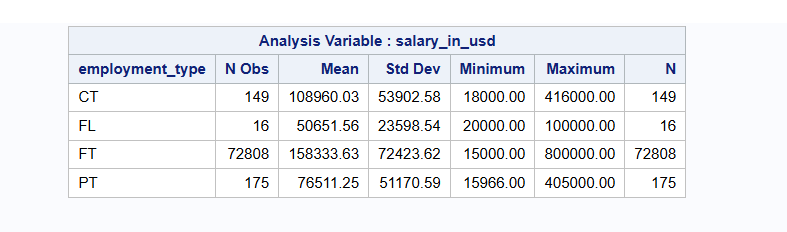 Analysis Variable : salary_in_usd
employment_type N Obs Mean Std Dev Minimum Maximum N
CT 149 108960.03 53902.58 18000.00 416000.00 149
FL 16 50651.56 23598.54 20000.00 100000.00 16
FT 72808 158333.63 72423.62 15000.00 800000.00 72808
PT 175 76511.25 51170.59 15966.00 405000.00 175